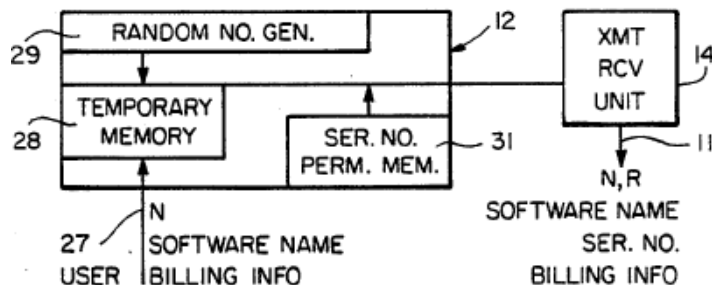 29
RANDOM NO. GEN.
12
XMT
RCV
UNIT
14
28
TEMPORARY
MEMORY
SER. NO.
PERM. MEM.
31
11
27
N
SOFTWARE NAME
USER BILLING INFO
N, R
SOFTWARE NAME
SER. NO.
BILLING INFO